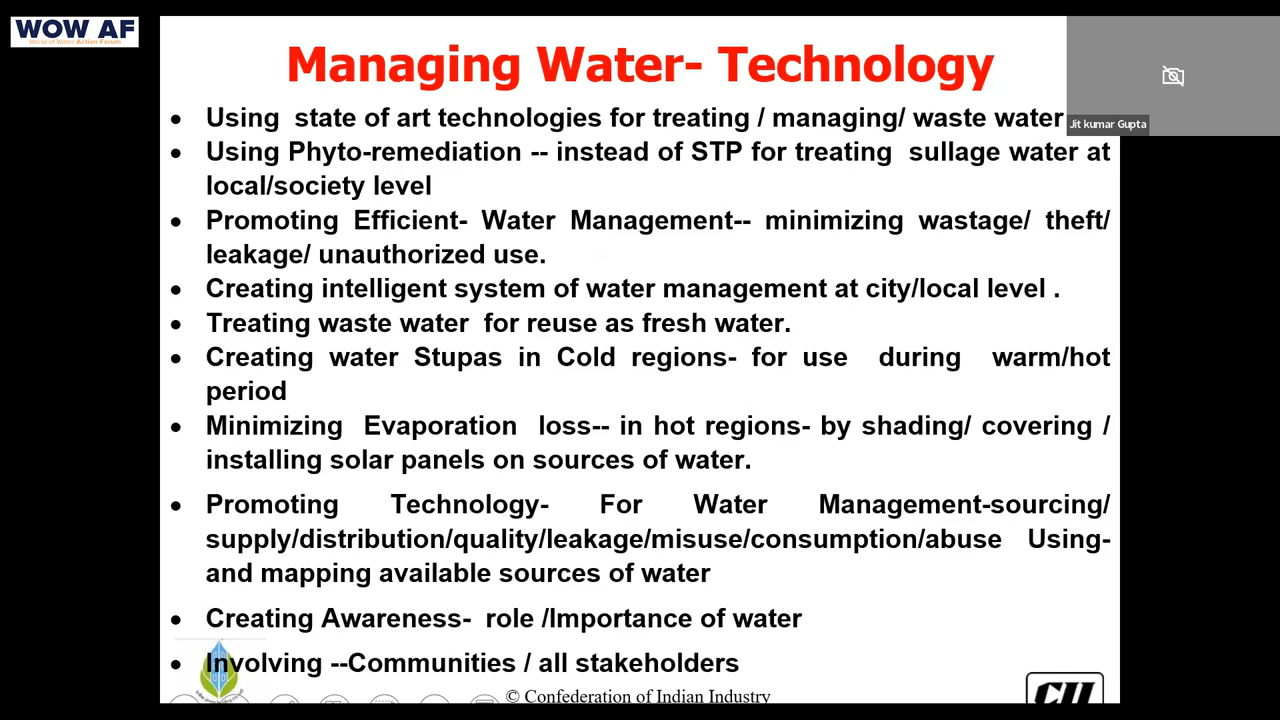 WOW AF
World of Water Action Forum
Managing Water- Technology
Jit kumar Gupta
• Using state of art technologies for treating / managing/ waste water
• Using Phyto-remediation -- instead of STP for treating sullage water at
local/society level
• Promoting Efficient- Water Management-- minimizing wastage/ theft/
leakage/ unauthorized use.
• Creating intelligent system of water management at city/local level .
• Treating waste water for reuse as fresh water.
• Creating water Stupas in Cold regions- for use during warm/hot
period
• Minimizing Evaporation loss-- in hot regions- by shading/ covering /
installing solar panels on sources of water.
• Promoting Technology- For Water Management-sourcing/
supply/distribution/quality/leakage/misuse/consumption/abuse Using-
and mapping available sources of water
• Creating Awareness- role /Importance of water
• Involving --Communities / all stakeholders
© Confederation of Indian Industry
CII